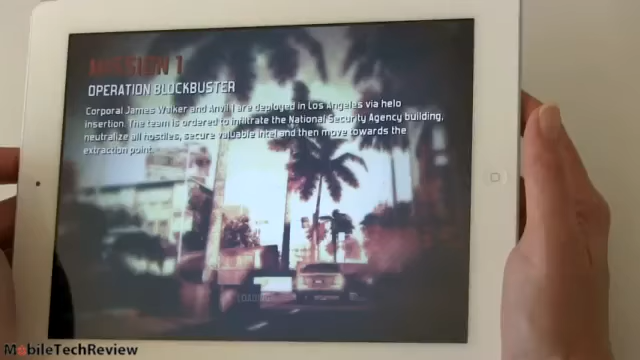 MISSION 1
OPERATION BLOCKBUSTER
Corporal James Walker and Anvil 1 are deployed in Los Angeles via helo
insertion. The team is ordered to infiltrate the National Security Agency building,
neutralize all hostiles, secure valuable intel and then move towards the
extraction point.
LOADING
MobileTechReview